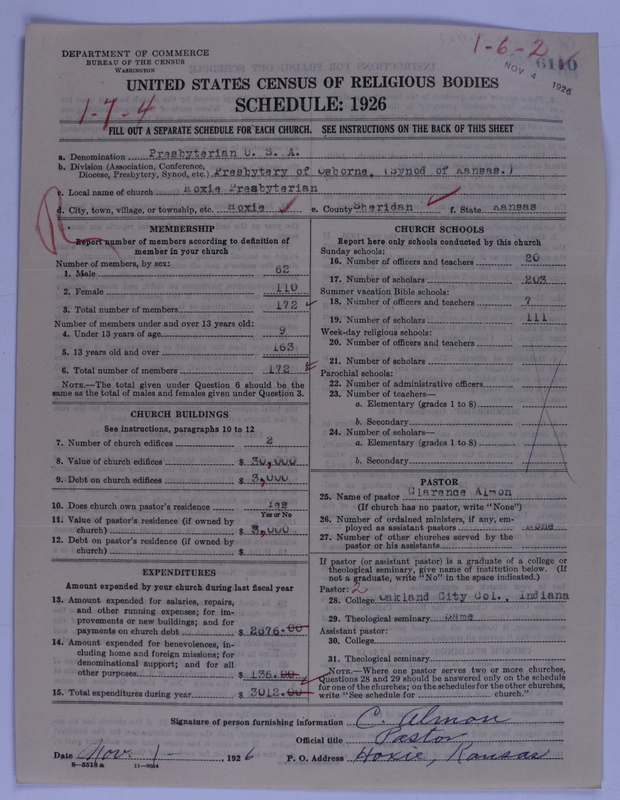 DEPARTMENT OF COMMERCE
BUREAU OF THE CENSUS
WASHINGTON
1-6-2
6110
NOV 4 1926
UNITED STATES CENSUS OF RELIGIOUS BODIES
SCHEDULE: 1926
1-7-4
FILL OUT A SEPARATE SCHEDULE FOR EACH CHURCH. SEE INSTRUCTIONS ON THE BACK OF THIS SHEET
a. Denomination Presbyterian U. S. A.
b. Division (Association, Conference, Diocese, Presbytery, Synod, etc.) Presbytery of Osborne, (Synod of Kansas.)
c. Local name of church Hoxie Presbyterian
d. City, town, village, or township, etc. Hoxie e. County Sheridan f. State Kansas
MEMBERSHIP
Report number of members according to definition of
member in your church
Number of members, by sex:
1. Male 62
2. Female 110
3. Total number of members 172
Number of members under and over 13 years old:
4. Under 13 years of age 9
5. 13 years old and over 163
6. Total number of members 172
NOTE.—The total given under Question 6 should be the
same as the total of males and females given under Question 3.
CHURCH BUILDINGS
See instructions, paragraphs 10 to 12
7. Number of church edifices 2
8. Value of church edifices $ 30,000
9. Debt on church edifices $ 3,000
10. Does church own pastor's residence Yes
Yes or No
11. Value of pastor's residence (if owned by
church) $ 3,000
12. Debt on pastor's residence (if owned by
church) $
EXPENDITURES
Amount expended by church during last fiscal year
13. Amount expended for salaries, repairs,
and other running expenses; for im-
provements or new buildings; and for
payments on church debt $ 2876.00
14. Amount expended for benevolences, in-
cluding home and foreign missions; for
denominational support; and for all
other purposes $ 136.00
15. Total expenditures during year $ 3012.00
CHURCH SCHOOLS
Report here only schools conducted by this church
Sunday schools:
16. Number of officers and teachers 20
17. Number of scholars 203
Summer vacation Bible schools:
18. Number of officers and teachers 7
19. Number of scholars 111
Week-day religious schools:
20. Number of officers and teachers
21. Number of scholars
Parochial schools:
22. Number of administrative officers
23. Number of teachers—
a. Elementary (grades 1 to 8)
b. Secondary
24. Number of scholars—
a. Elementary (grades 1 to 8)
b. Secondary
PASTOR
25. Name of pastor Clarence Almon
(If church has no pastor, write "None")
26. Number of ordained ministers, if any, em-
ployed as assistant pastors None
27. Number of other churches served by the
pastor or his assistants
If pastor (or assistant pastor) is a graduate of a college or
theological seminary, give name of institution below. (If
not a graduate, write "No" in the space indicated.)
Pastor: 2
28. College Oakland City Col., Indiana
29. Theological seminary same
Assistant pastor:
30. College
31. Theological seminary
NOTE.—Where one pastor serves two or more churches,
Questions 28 and 29 should be answered only on the schedule
for one of the churches; on the schedules for the other churches,
write "See schedule for church."
Signature of person furnishing information C. Almon
Official title Pastor
Date Nov. 1 —, 1926 P. O. Address Hoxie, Kansas
8—5518 a 11—9054